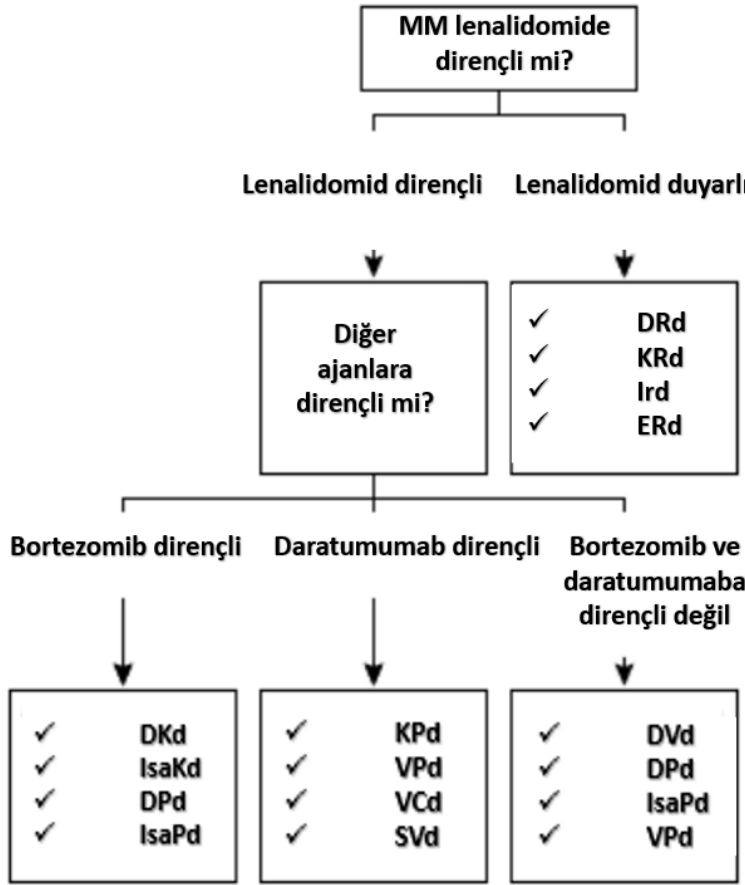 MM lenalidomide
dirençli mi?
Lenalidomid dirençli
Lenalidomid duyarlı
Diğer
ajanlara
dirençli mi?
✓ DRd
✓ KRd
✓ Ird
✓ ERd
Bortezomib dirençli
Daratumumab dirençli
Bortezomib ve
daratumumaba
dirençli değil
✓ DKd
✓ IsaKd
✓ DPd
✓ IsaPd
✓ KPd
✓ VPd
✓ VCd
✓ SVd
✓ DVd
✓ DPd
✓ IsaPd
✓ VPd